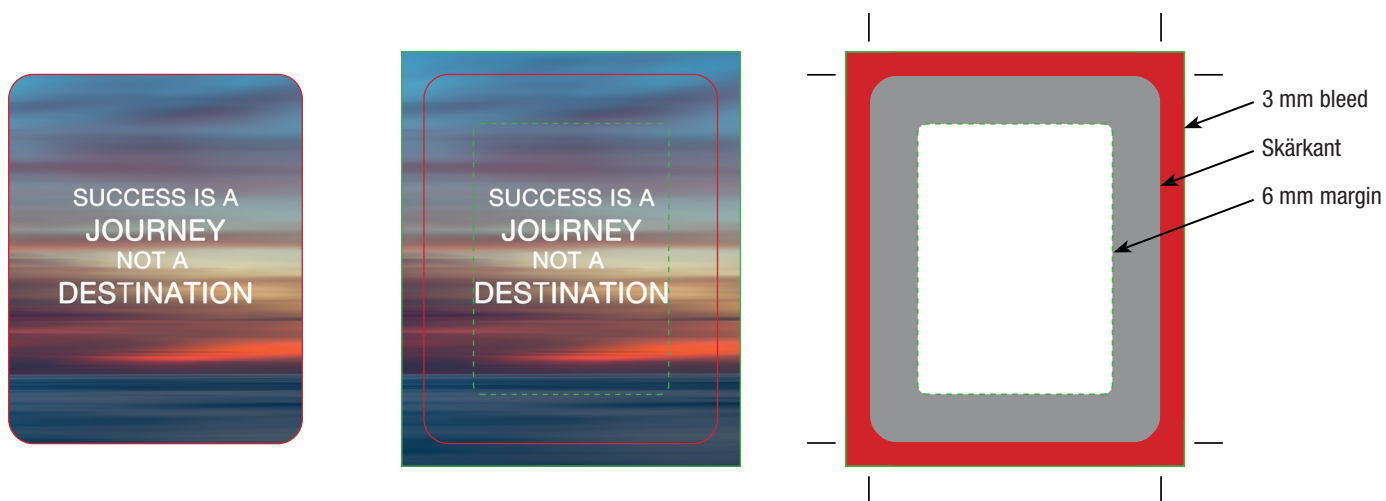 SUCCESS IS A
JOURNEY
NOT A
DESTINATION
SUCCESS IS A
JOURNEY
NOT A
DESTINATION
3 mm bleed
Skärkant
6 mm margin